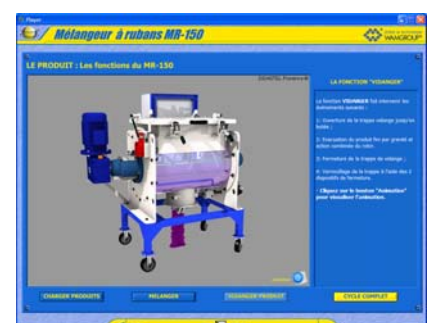 Player
Mélangeur à rubans MR-150
WAMGROUP
LE PRODUIT : Les fonctions du MR-150
LA FONCTION "VIDANGER"
La fonction VIDANGER fait intervenir les
évènements suivants :
1: Ouverture de la trappe vidange jusqu'en
butée ;
2: Evacuation du produit fini par gravité et
action combinée du rotor.
3: Fermeture de la trappe de vidange ;
4: Verrouillage de la trappe à l'aide des 2
dispositifs de fermeture.
- Cliquez sur le bouton "Animation"
pour visualiser l'animation.
CHARGER PRODUITS
MELANGER
VIDANGER PRODUIT
CYCLE COMPLET